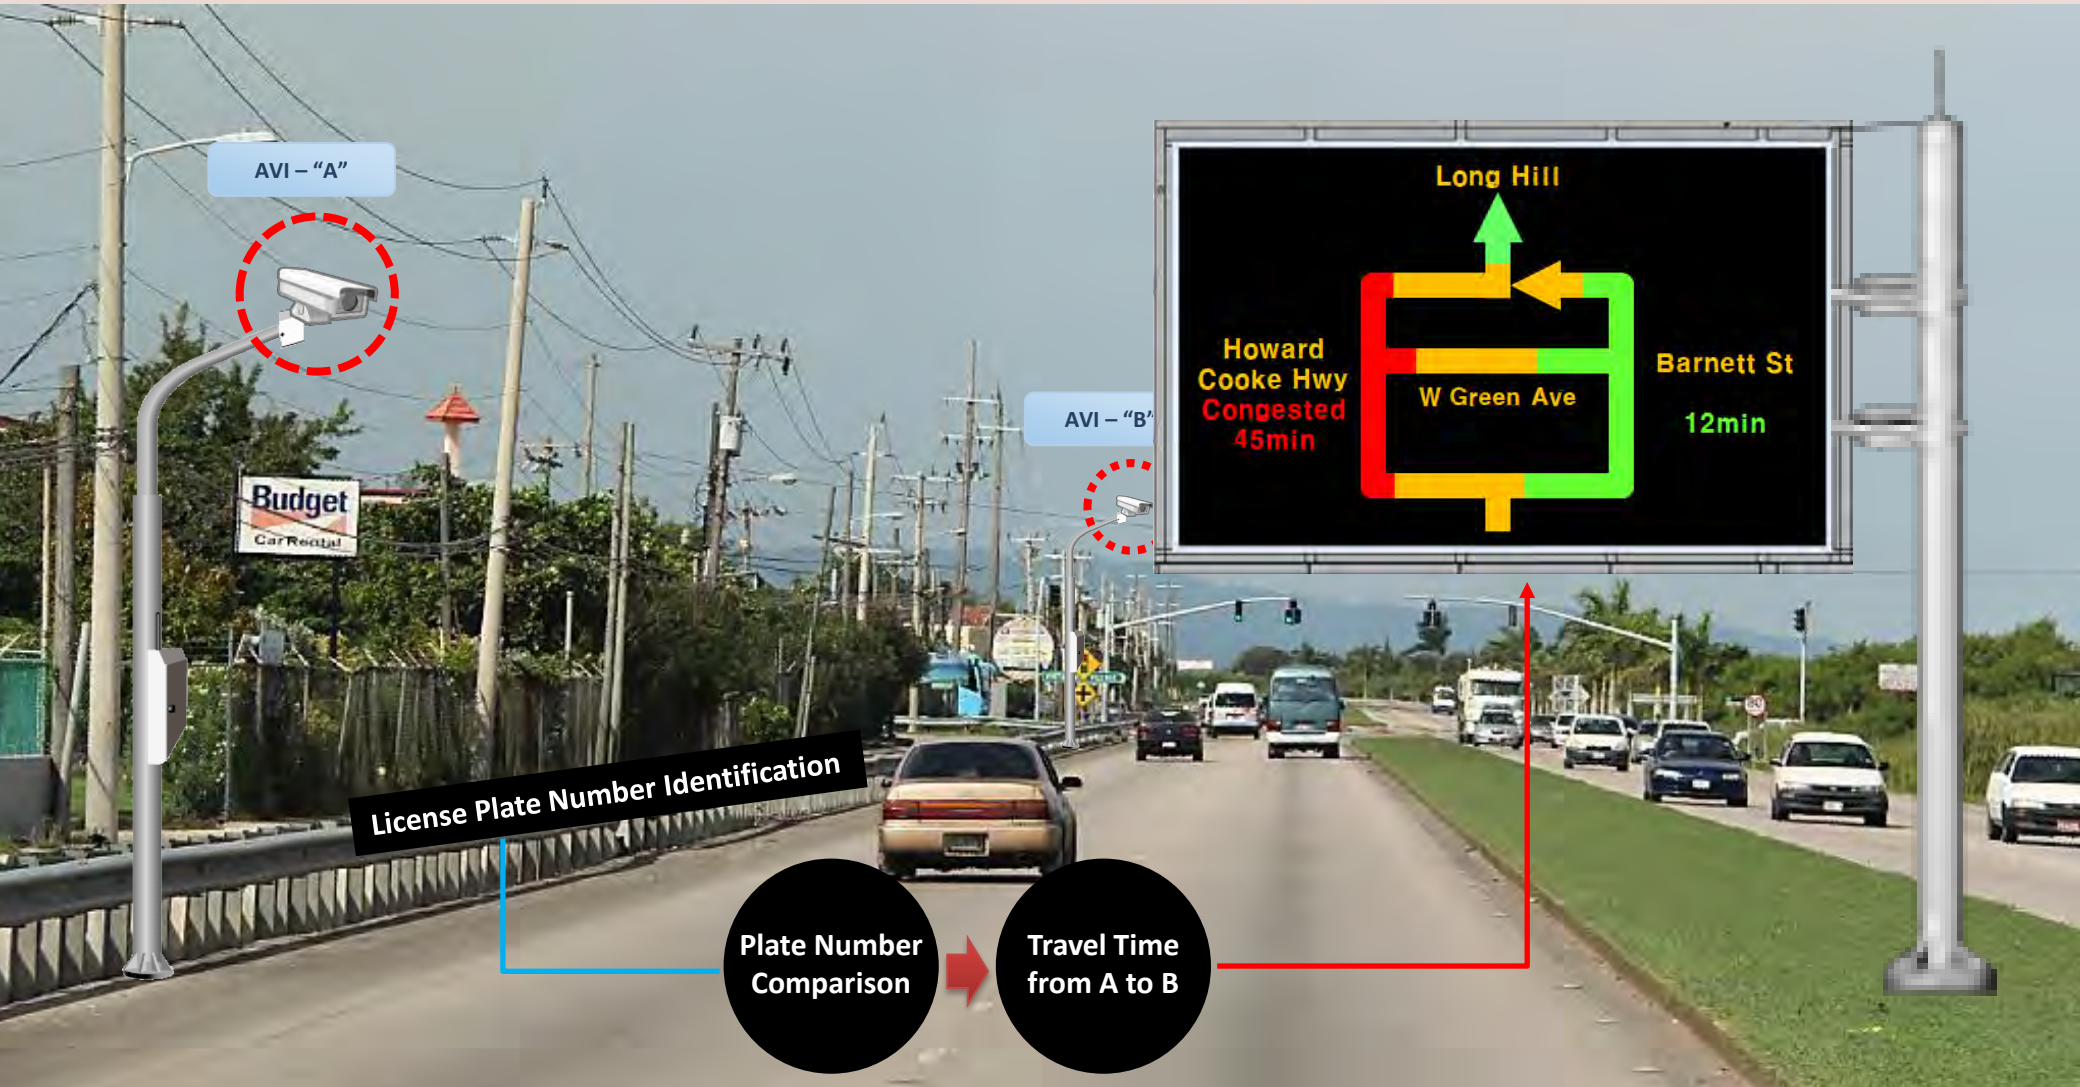 AVI – “A”
Budget
Car Rental
AVI – “B”
Long Hill
Howard
Cooke Hwy
Congested
45min
W Green Ave
Barnett St
12min
License Plate Number Identification
Plate Number
Comparison
Travel Time
from A to B